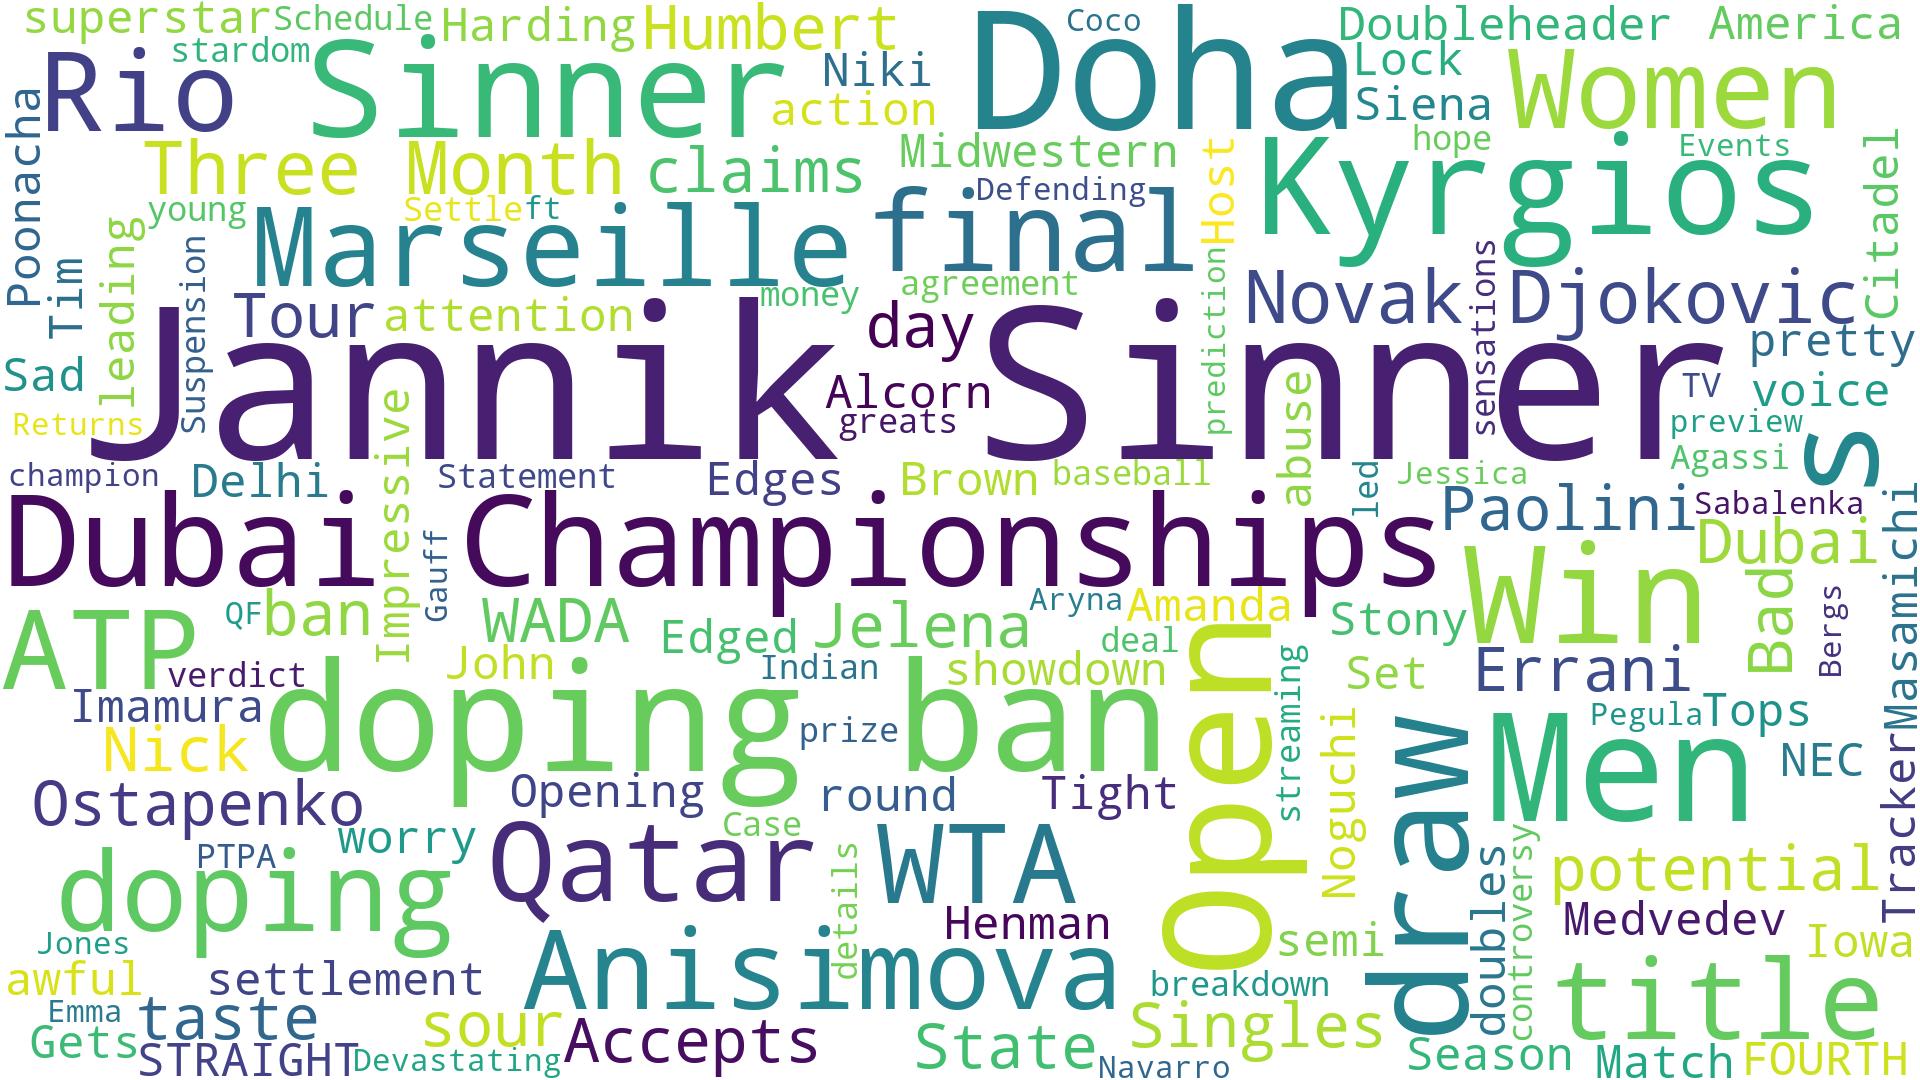 superstar
Schedule
Harding
Humbert
Doha
Coco
Doubleheader
America
stardom
Rio
Sinner
Niki
action
Lock
Siena
Women
Poonacha
Three Month
claims
Midwestern
Host
Kyrgios
hope
Events
Citadel
young
Settle
ft
Marseille
final
Defending
Tim
leading
Suspension
Tour
attention
money
agreement
prediction
sensations
Novak Djokovic
day
pretty
Jannik Sinner
Sad
Alcorn
greats
abuse
TV
voice
Returns
Impressive
preview
s
Agassi
champion
Delhi
Statement
Edges
Brown
baseball
led
Jessica
Paolini
Sabalenka
Masamichi
Dubai Championships
Gauff
Win
Dubai
Bad
Bergs
ATP
QF
ban
WADA
Edged
Jelena
Aryna
Amanda
deal
Open
Stony
verdict
John
Indian
showdown
streaming
Set
Errani
Imamura
doping ban
prize
Noguchi
draw
Men
Pegula
Tops
Nick
NEC
Tracker
Ostapenko
Opening
round
Tight
worry
Case
Qatar
WTA
PTPA
doping
details
doubles
controversy
potential
Henman
Medvedev
Jones
Anisimova
semi
Iowa
awful
settlement
breakdown
title
Emma
taste
sour
Accepts
State
Singles
Gets
STRAIGHT
Devastating
Navarro
Season
Match
FOURTH